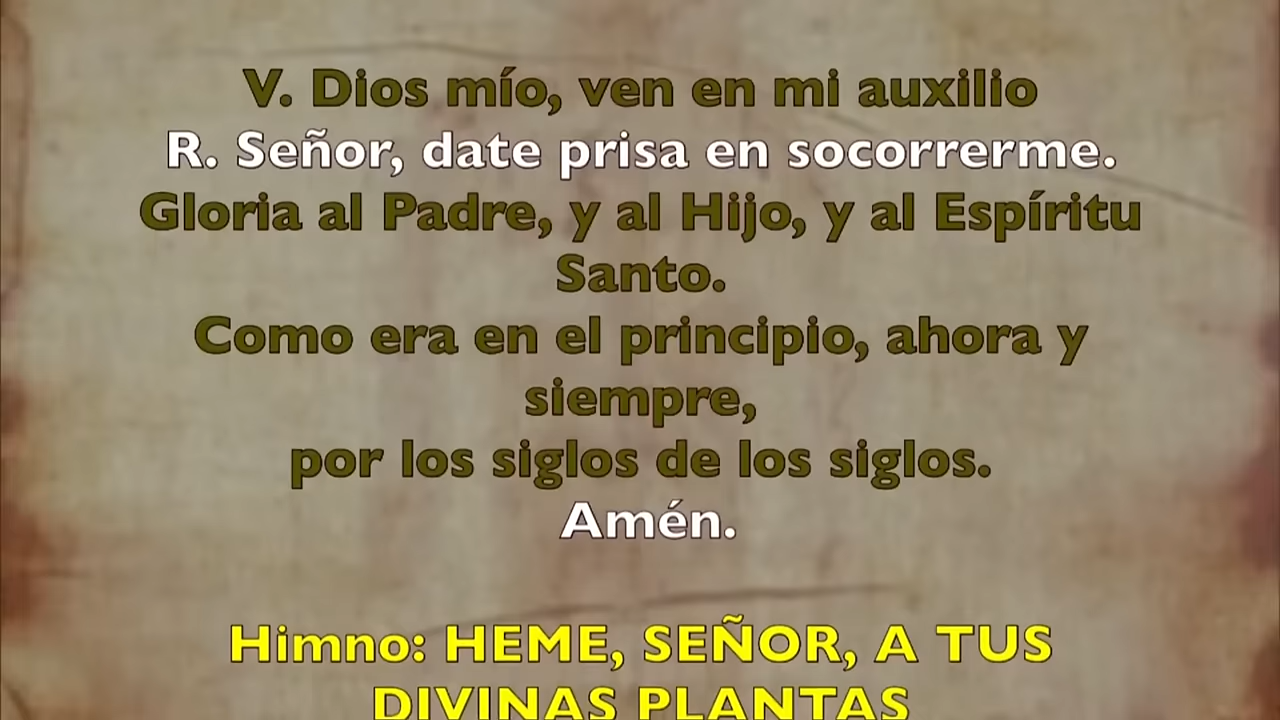 V. Dios mío, ven en mi auxilio
R. Señor, date prisa en socorrerme.
Gloria al Padre, y al Hijo, y al Espíritu
Santo.
Como era en el principio, ahora y
siempre,
por los siglos de los siglos.
Amén.
Himno: HEME, SEÑOR, A TUS
DIVINAS PLANTAS